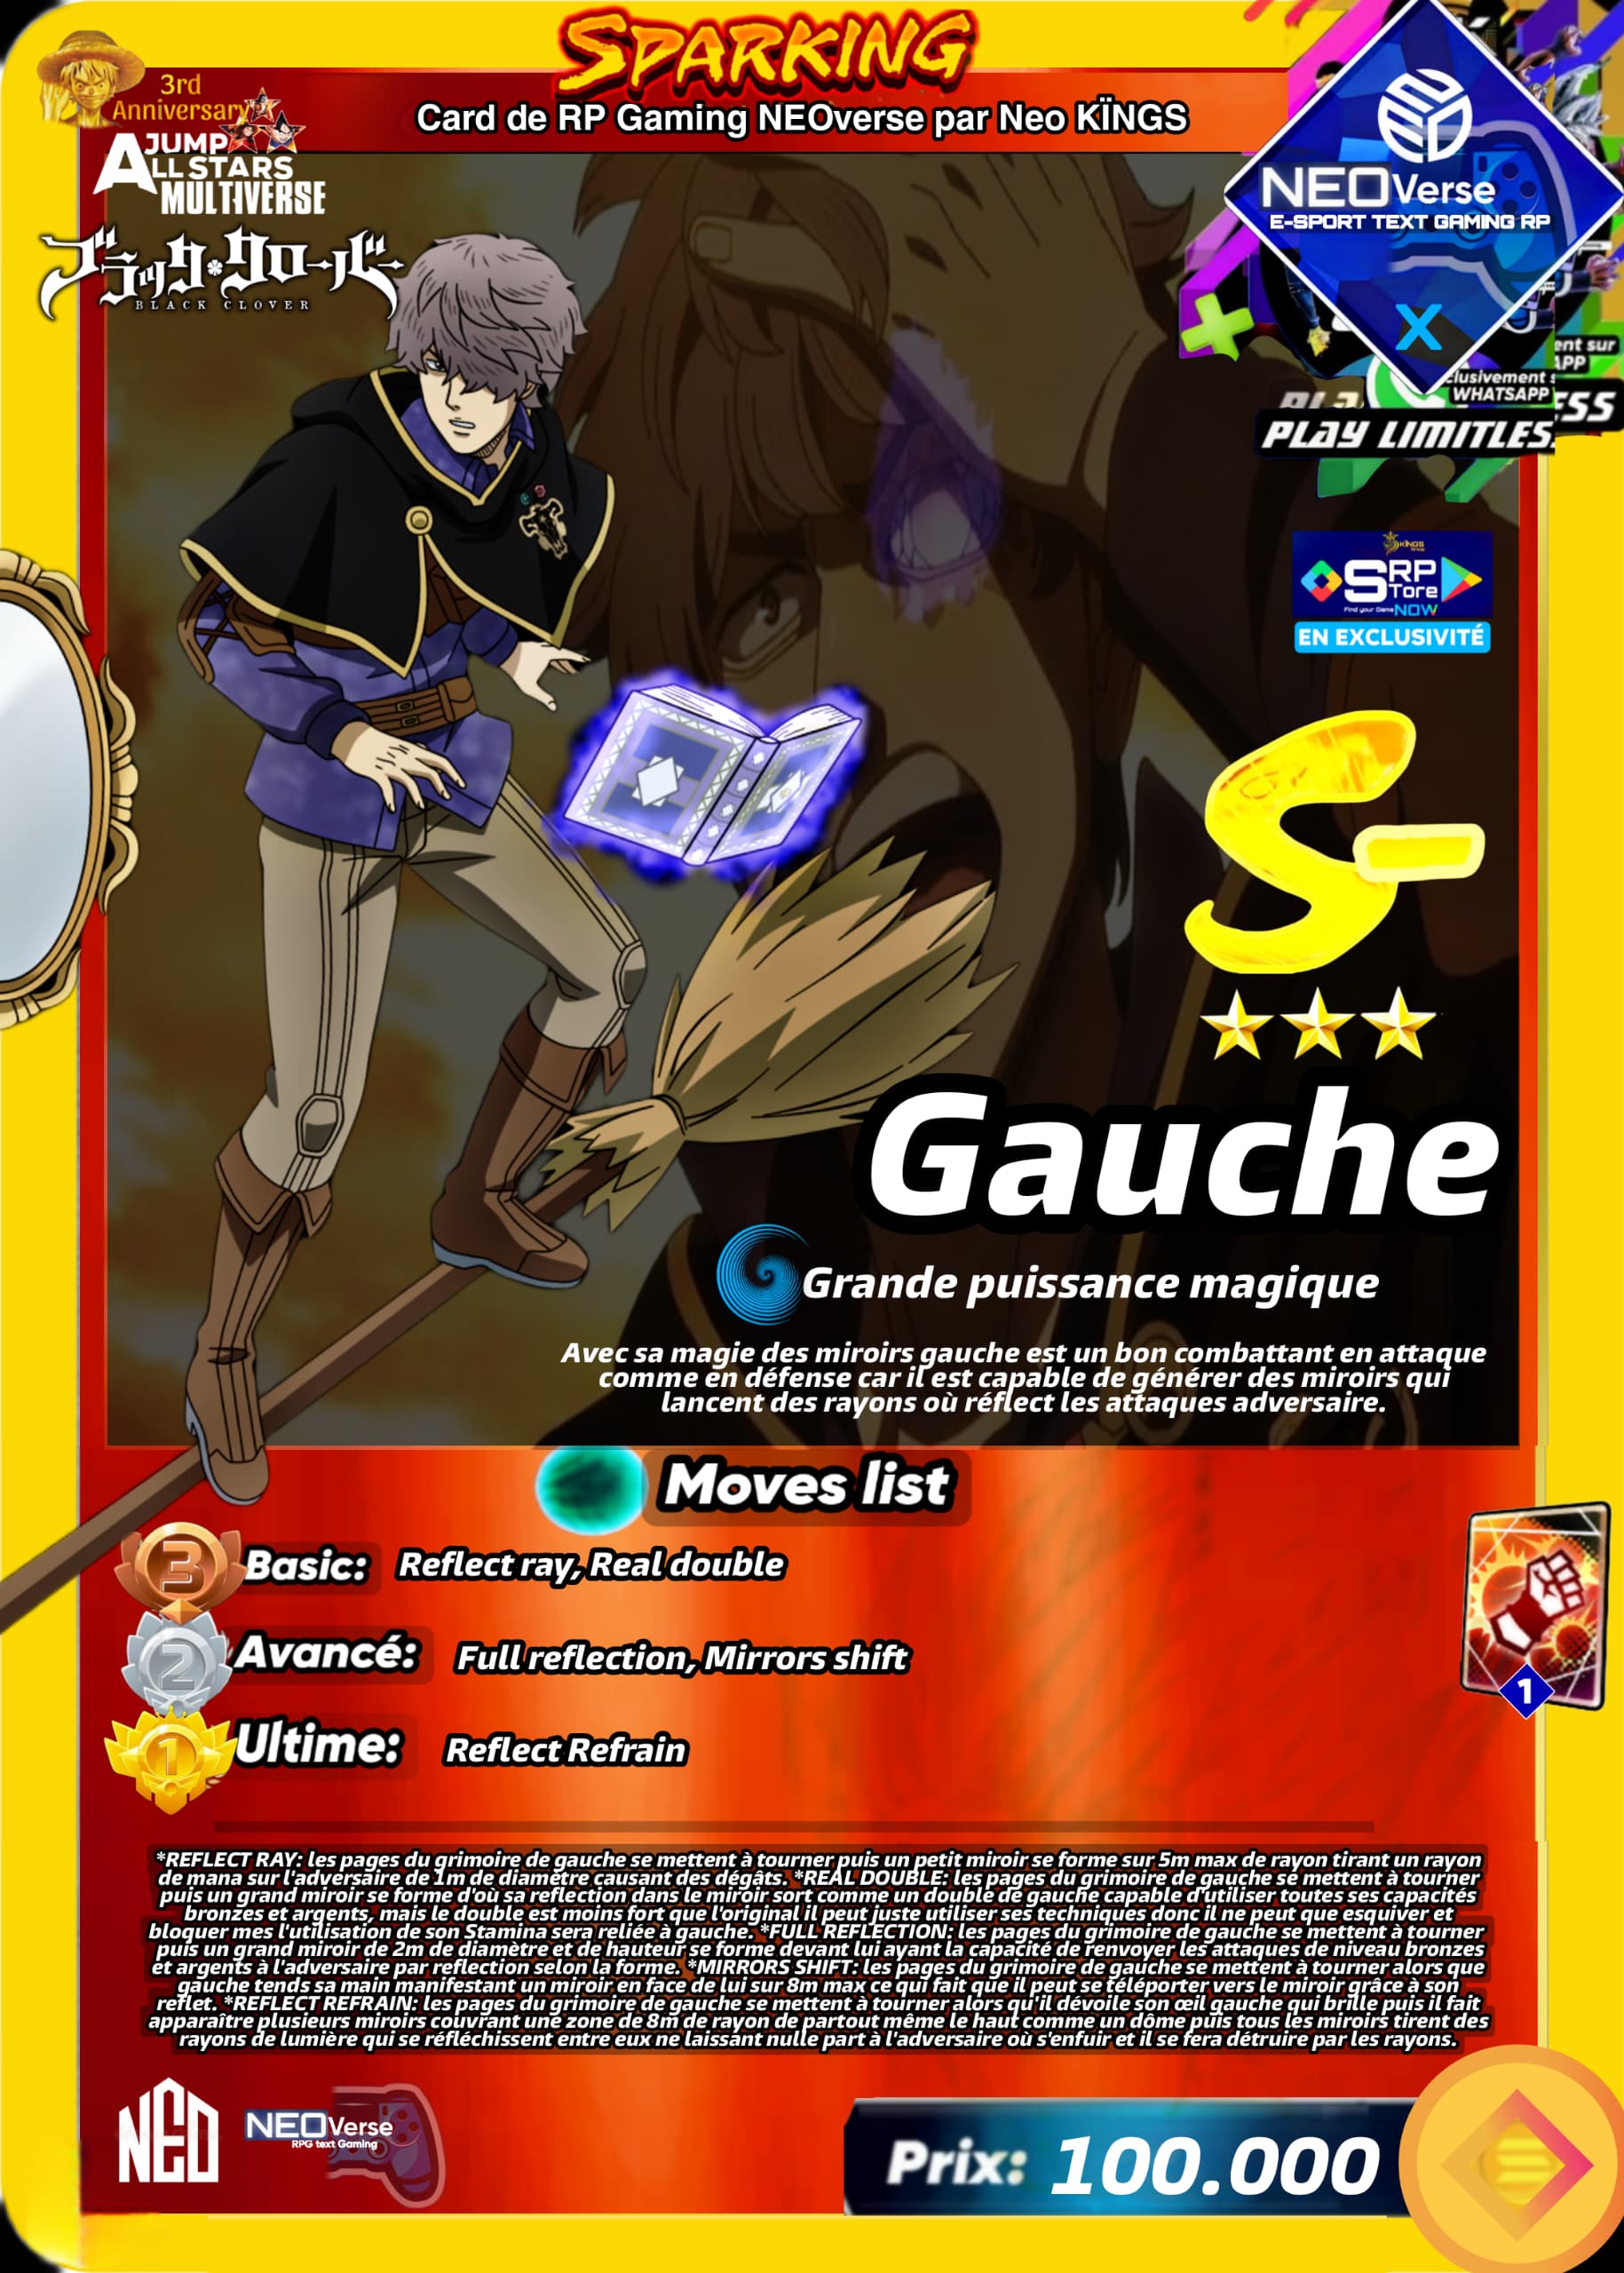 SPARKING
Card de RP Gaming NEOverse par Neo KÏNGS
3rd
Anniversary
JUMP
ALL STARS
MULTIVERSE
ブラッククローバー
BLACK CLOVER
NEOVerse
E-SPORT TEXT GAMING RP
X
ent sur
APP
clusivement
WHATSAPP
ESS
PLAY LIMITLES
KINGS
SRP
Tore
Find your Game NOW
EN EXCLUSIVITÉ
S-
Gauche
Grande puissance magique
Avec sa magie des miroirs gauche est un bon combattant en attaque
comme en défense car il est capable de générer des miroirs qui
lancent des rayons où réflect les attaques adversaire.
Moves list
3 Basic: Reflect ray, Real double
2 Avancé: Full reflection, Mirrors shift
1 Ultime: Reflect Refrain
1
*REFLECT RAY: les pages du grimoire de gauche se mettent à tourner puis un petit miroir se forme sur 5m max de rayon tirant un rayon
de mana sur l'adversaire de 1m de diamètre causant des dégâts. *REAL DOUBLE: les pages du grimoire de gauche se mettent à tourner
puis un grand miroir se forme d'où sa reflection dans le miroir sort comme un double de gauche capable d'utiliser toutes ses capacités
bronzes et argents, mais le double est moins fort que l'original il peut juste utiliser ses techniques donc il ne peut que esquiver et
bloquer mes l'utilisation de son Stamina sera reliée à gauche. *FULL REFLECTION: les pages du grimoire de gauche se mettent à tourner
puis un grand miroir de 2m de diamètre et de hauteur se forme devant lui ayant la capacité de renvoyer les attaques de niveau bronzes
et argents à l'adversaire par reflection selon la forme. *MIRRORS SHIFT: les pages du grimoire de gauche se mettent à tourner alors que
gauche tends sa main manifestant un miroir en face de lui sur 8m max ce qui fait que il peut se téléporter vers le miroir grâce à son
reflet. *REFLECT REFRAIN: les pages du grimoire de gauche se mettent à tourner alors qu'il dévoile son œil gauche qui brille puis il fait
apparaître plusieurs miroirs couvrant une zone de 8m de rayon de partout même le haut comme un dôme puis tous les miroirs tirent des
rayons de lumière qui se réfléchissent entre eux ne laissant nulle part à l'adversaire où s'enfuir et il se fera détruire par les rayons.
NEO
NEOVerse
RPG text Gaming
Prix: 100.000